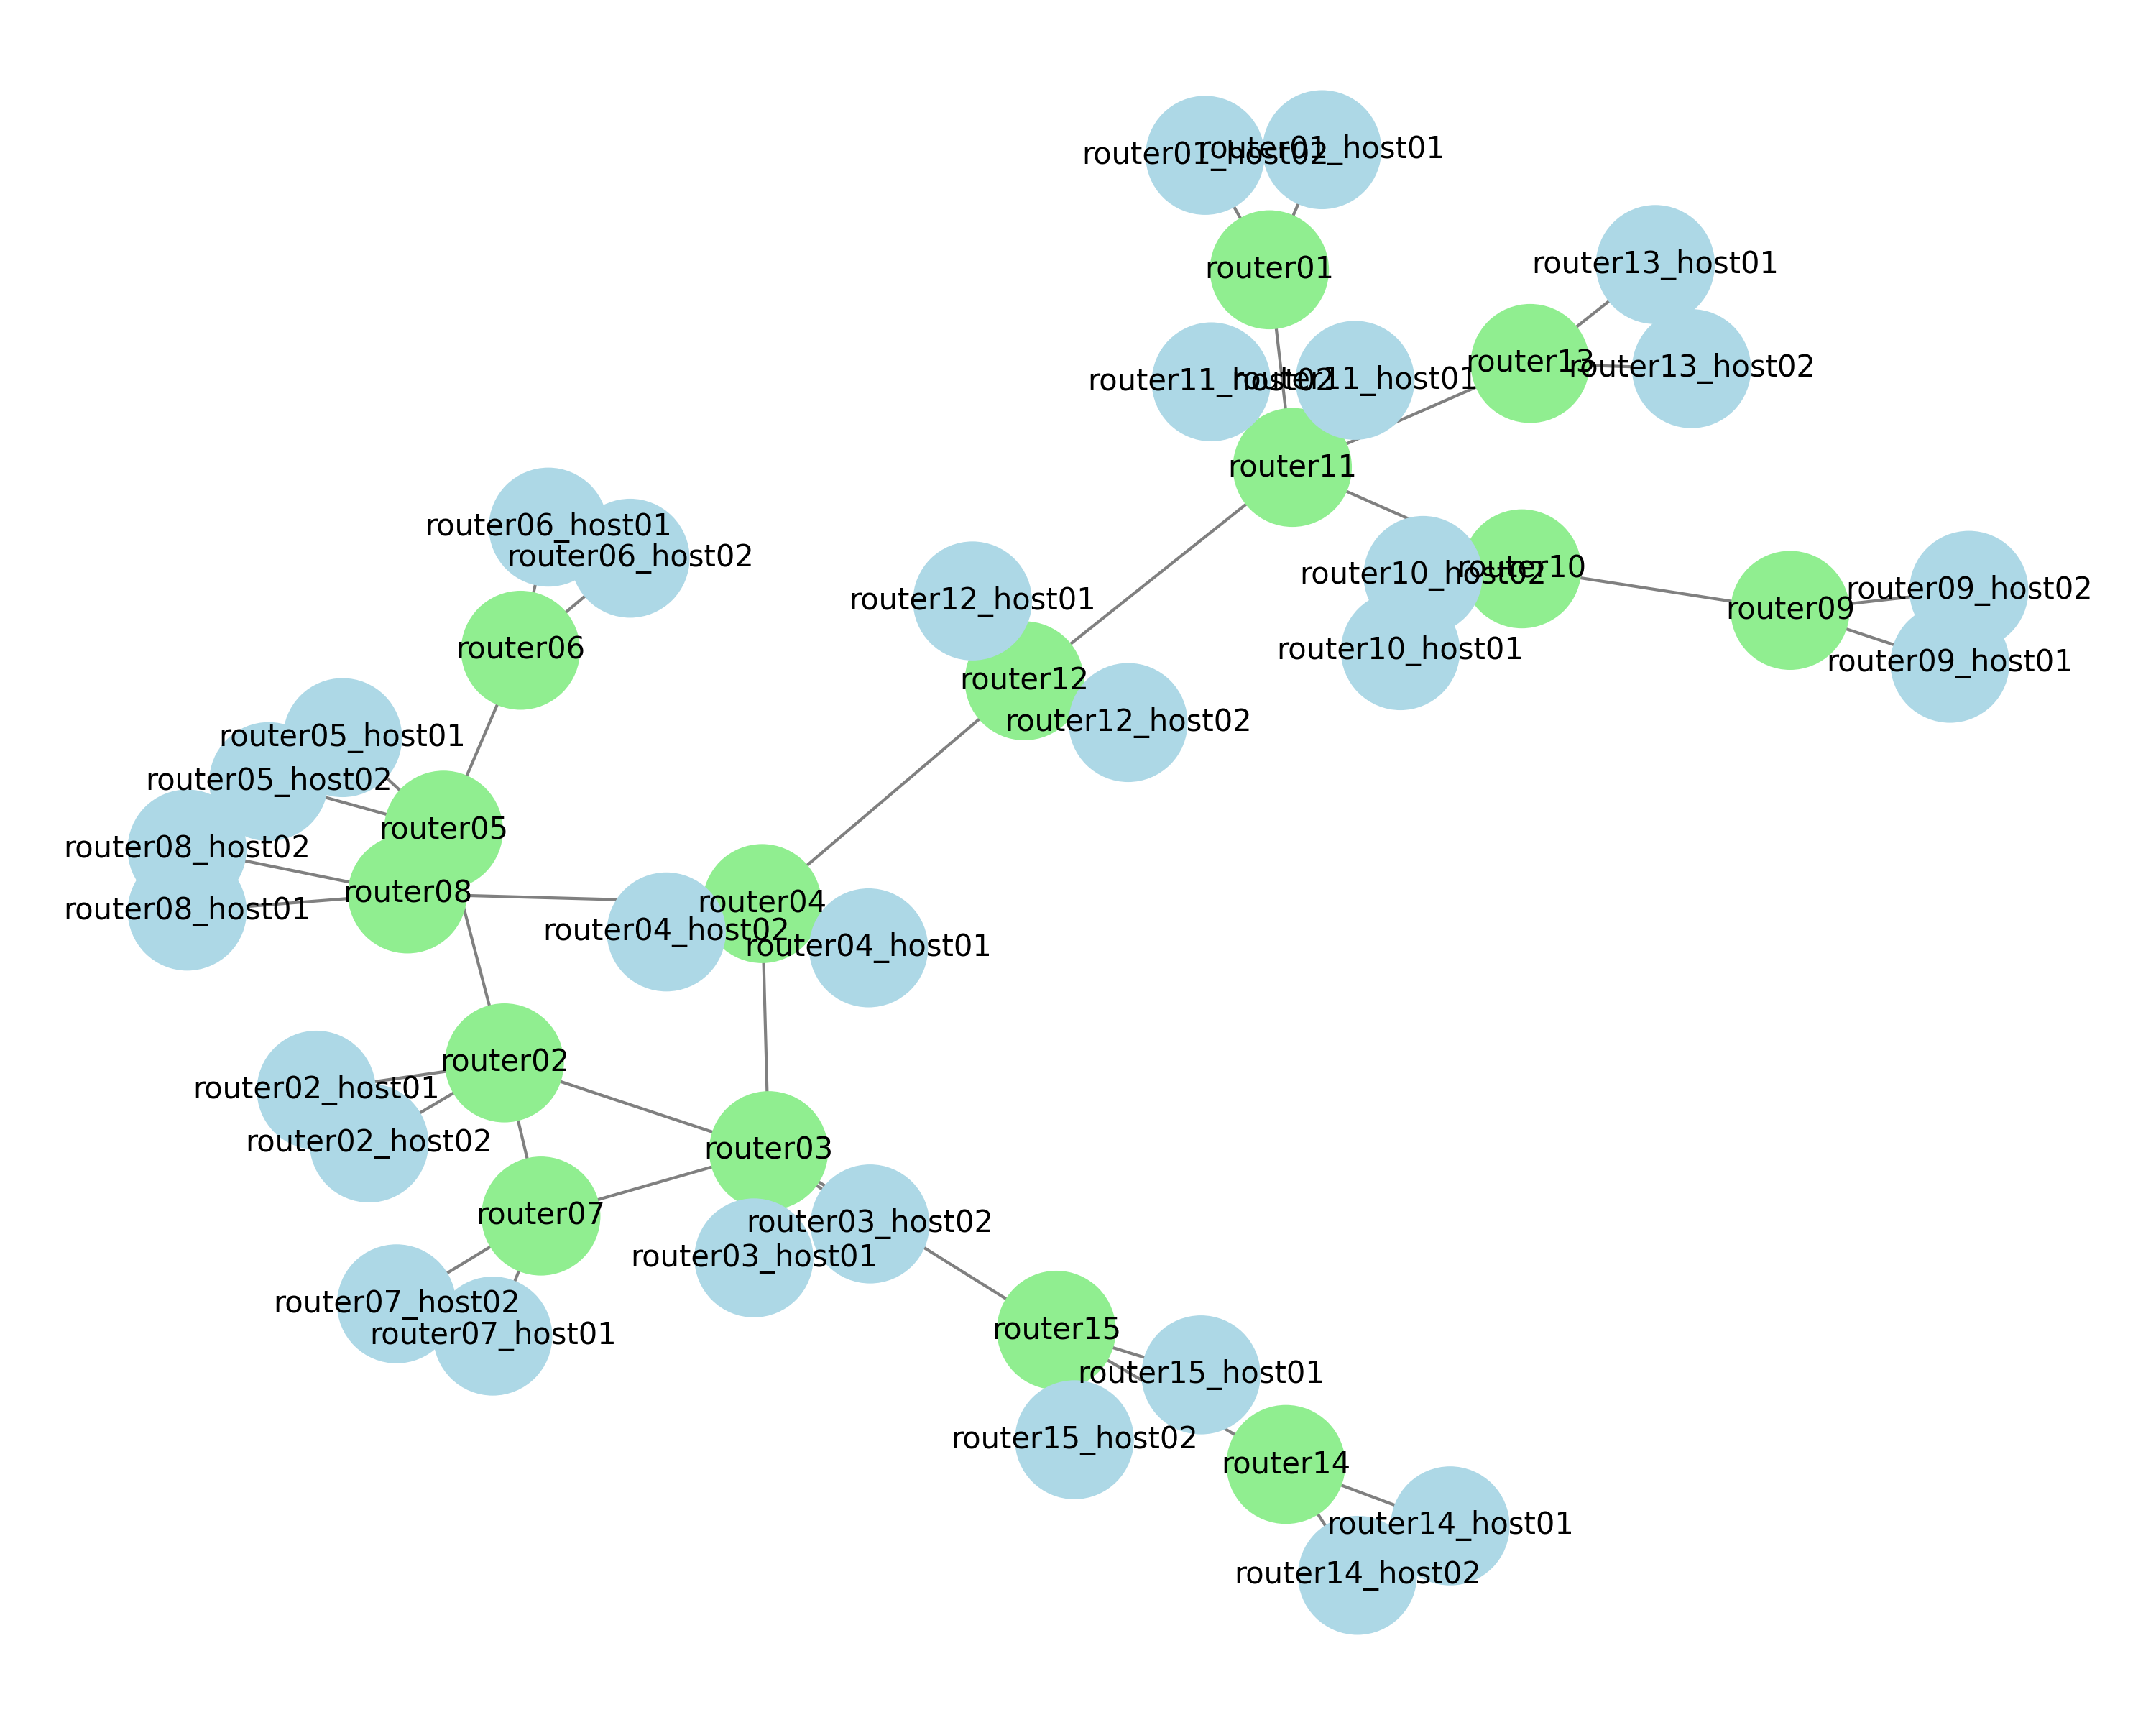 router01_host02
router01_host01
router01
router13_host01
router13
router13_host02
router11_host02
router11_host01
router11
router06_host01
router06_host02
router10_host02
router10
router09_host02
router12_host01
router09
router06
router10_host01
router09_host01
router12
router12_host02
router05_host01
router05_host02
router05
router08_host02
router08
router04
router08_host01
router04_host02
router04_host01
router02
router02_host01
router02_host02
router03
router07
router03_host02
router03_host01
router07_host02
router07_host01
router15
router15_host01
router15_host02
router14
router14_host01
router14_host02